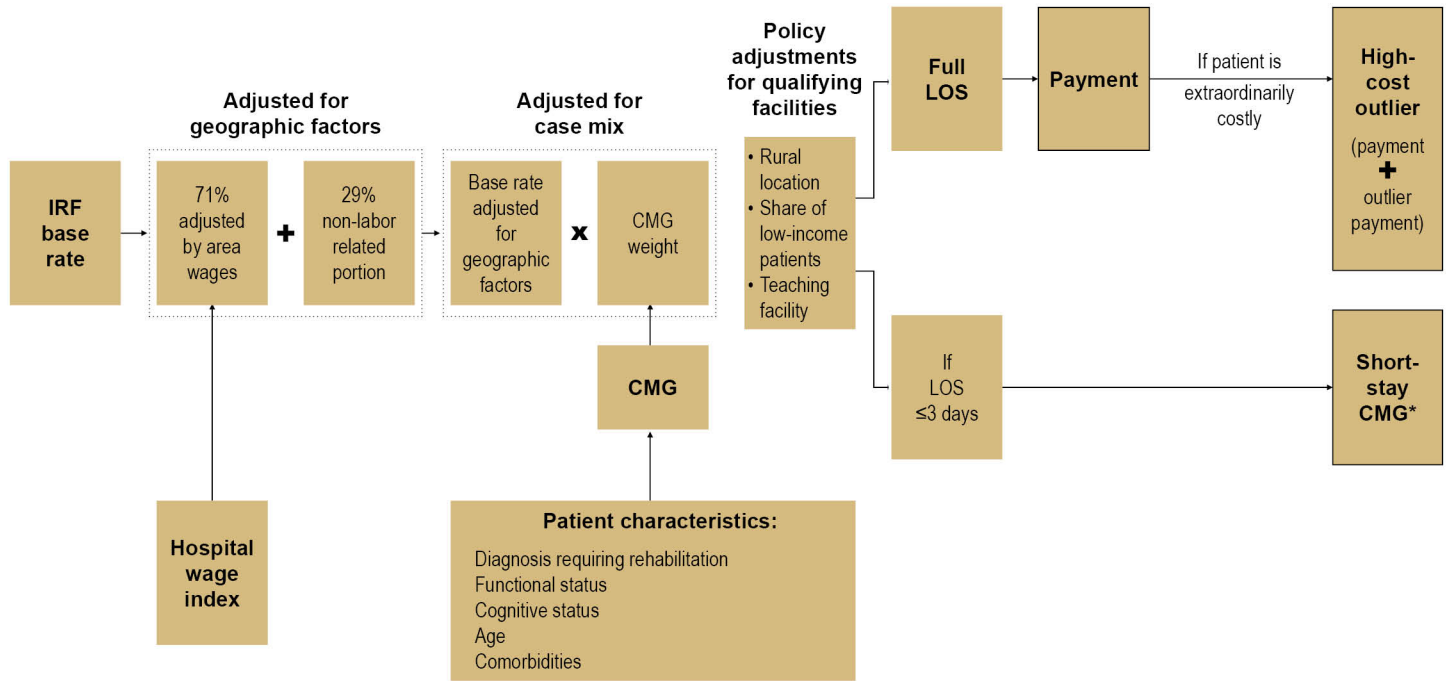 Adjusted for
geographic factors
Adjusted for
case mix
Policy
adjustments
for qualifying
facilities
IRF
base
rate
71%
adjusted
by area
wages
+
29%
non-labor
related
portion
Base rate
adjusted
for
geographic
factors
x
CMG
weight
• Rural
location
• Share of
low-income
patients
• Teaching
facility
Full
LOS
Payment
If patient is
extraordinarily
costly
High-
cost
outlier
(payment
+
outlier
payment)
If
LOS
≤3 days
Short-
stay
CMG*
CMG
Hospital
wage
index
Patient characteristics:
Diagnosis requiring rehabilitation
Functional status
Cognitive status
Age
Comorbidities